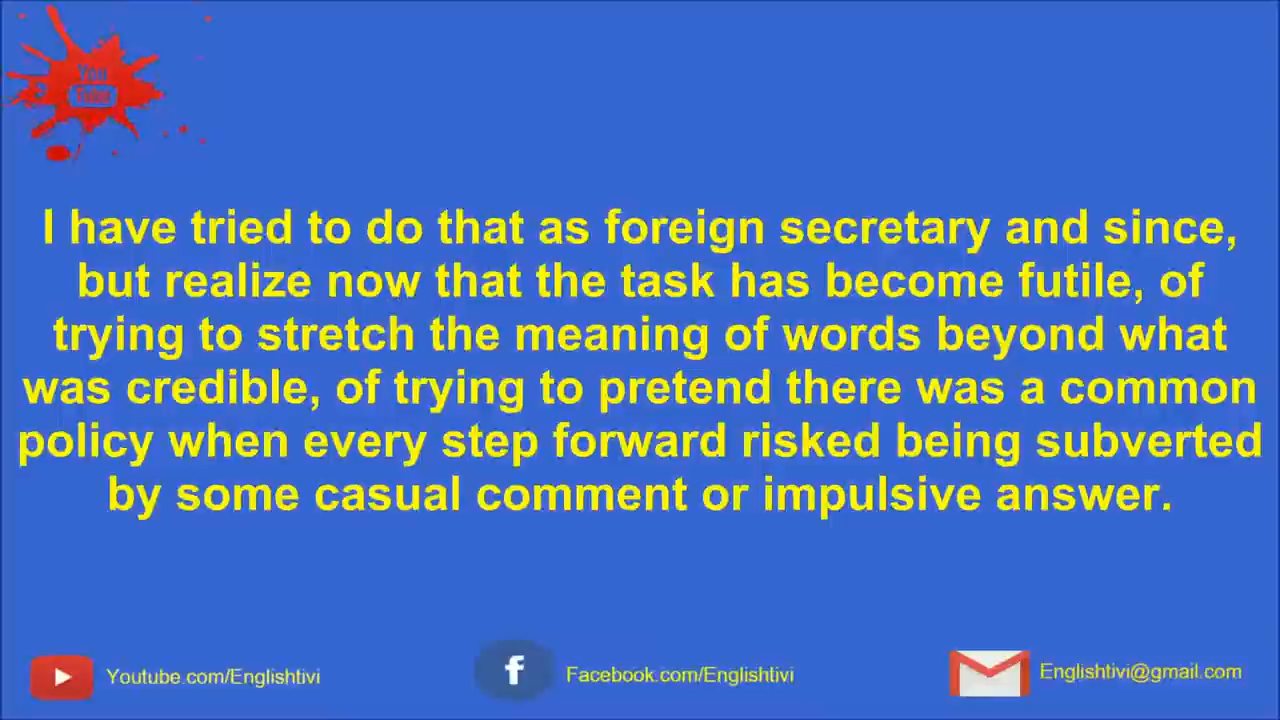 You
Tube
I have tried to do that as foreign secretary and since,
but realize now that the task has become futile, of
trying to stretch the meaning of words beyond what
was credible, of trying to pretend there was a common
policy when every step forward risked being subverted
by some casual comment or impulsive answer.
Youtube.com/Englishtivi
f
Facebook.com/Englishtivi
Englishtivi@gmail.com